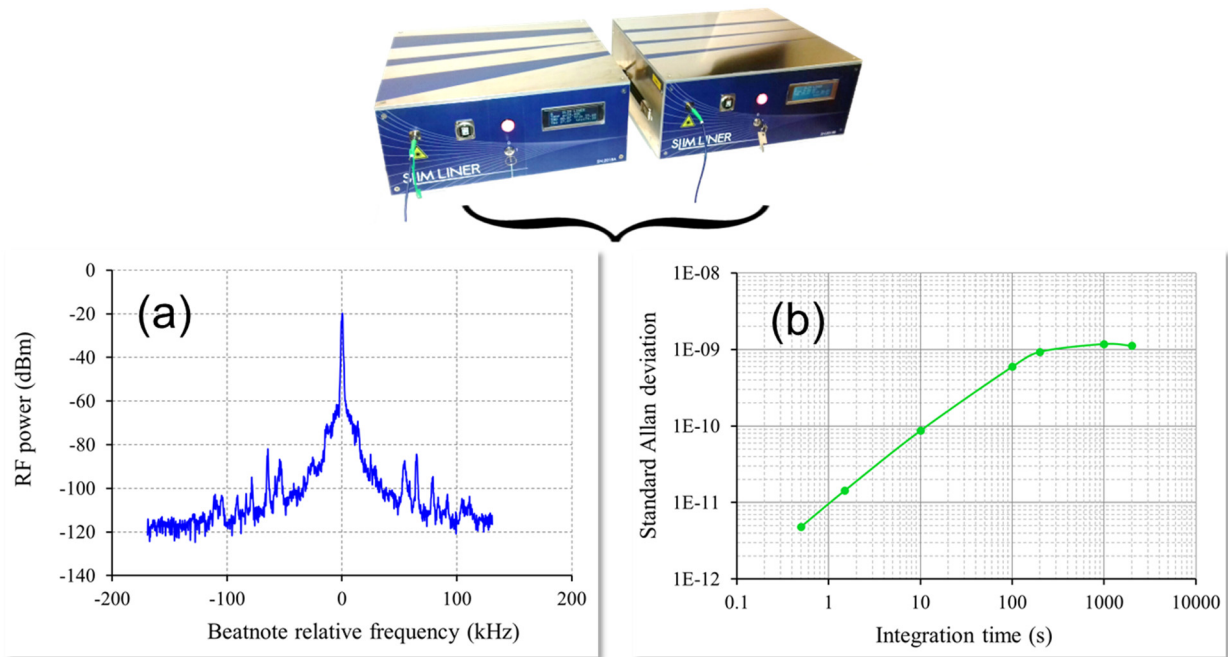 SLIM LINER
SLIM LINER
(a)
RF power (dBm)
0
-20
-40
-60
-80
-100
-120
-140
-200
-100
0
100
200
Beatnote relative frequency (kHz)
(b)
Standard Allan deviation
1E-08
1E-09
1E-10
1E-11
1E-12
0.1
1
10
100
1000
10000
Integration time (s)